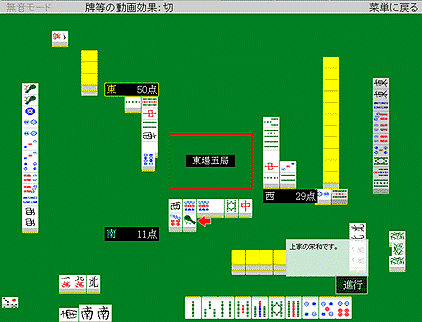 無音モード 牌等の動画効果:切 菜単に戻る
東 50点
東場五局
西 29点
南 11点
上家の栄和です。
進行